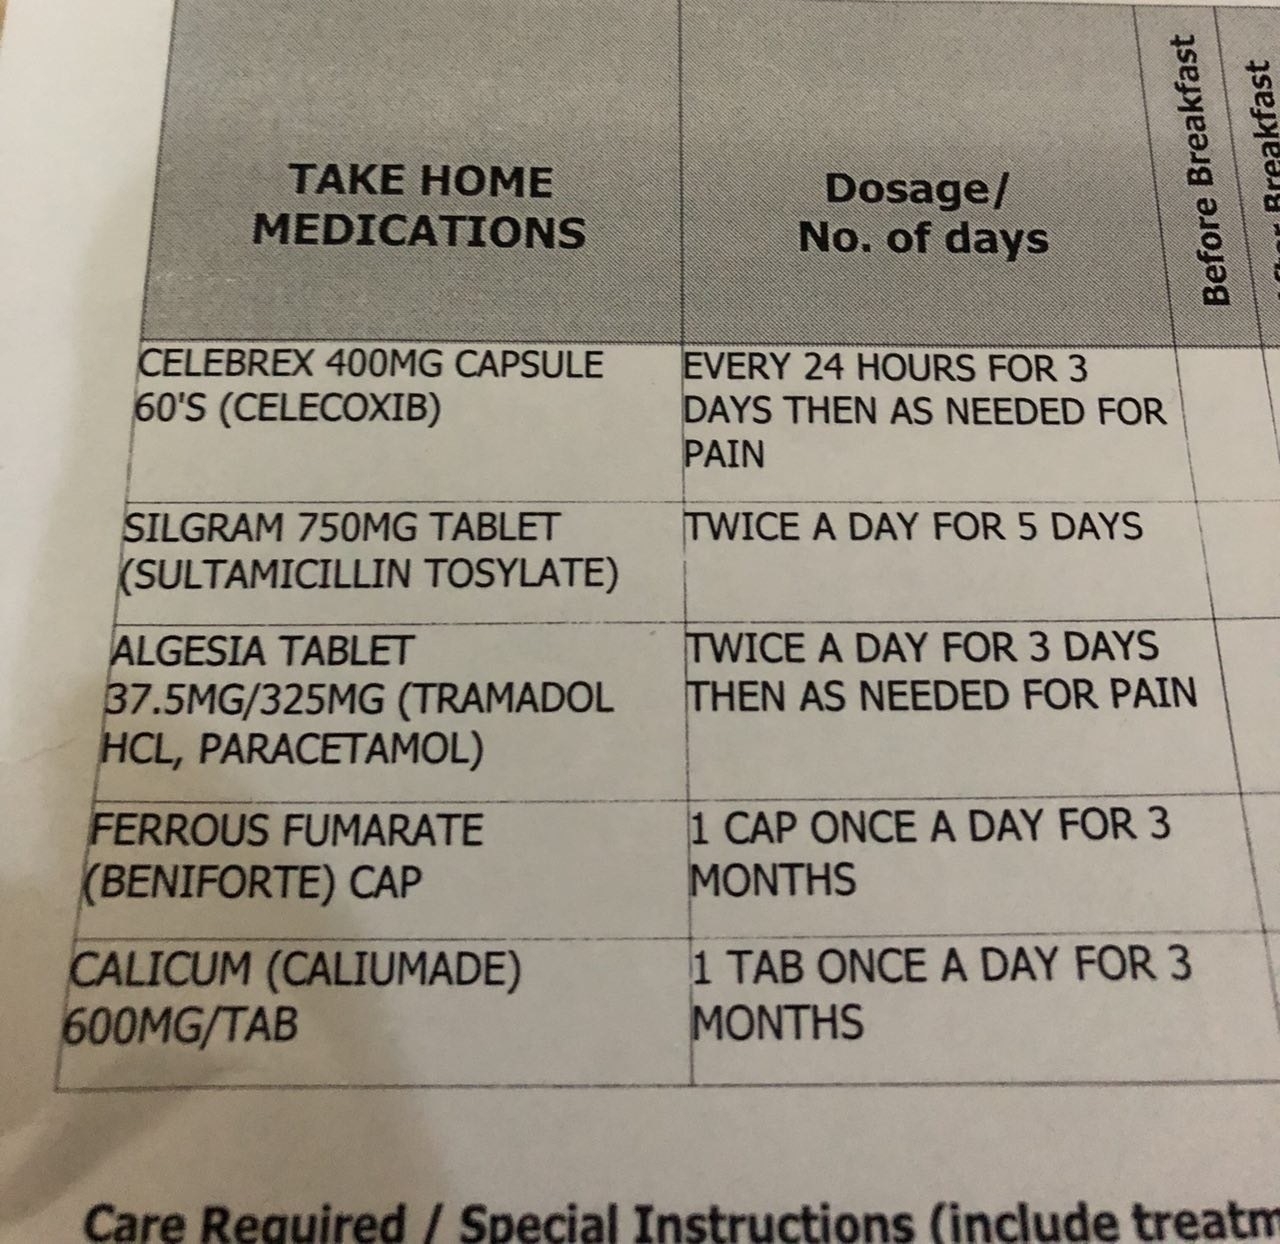 TAKE HOME
MEDICATIONS
Dosage/
No. of days
Before Breakfast
Breakfast
CELEBREX 400MG CAPSULE
60'S (CELECOXIB)
EVERY 24 HOURS FOR 3
DAYS THEN AS NEEDED FOR
PAIN
SILGRAM 750MG TABLET
(SULTAMICILLIN TOSYLATE)
TWICE A DAY FOR 5 DAYS
ALGESIA TABLET
37.5MG/325MG (TRAMADOL
HCL, PARACETAMOL)
TWICE A DAY FOR 3 DAYS
THEN AS NEEDED FOR PAIN
FERROUS FUMARATE
(BENIFORTE) CAP
1 CAP ONCE A DAY FOR 3
MONTHS
CALICUM (CALIUMADE)
600MG/TAB
1 TAB ONCE A DAY FOR 3
MONTHS
Care Required / Special Instructions (include treatm